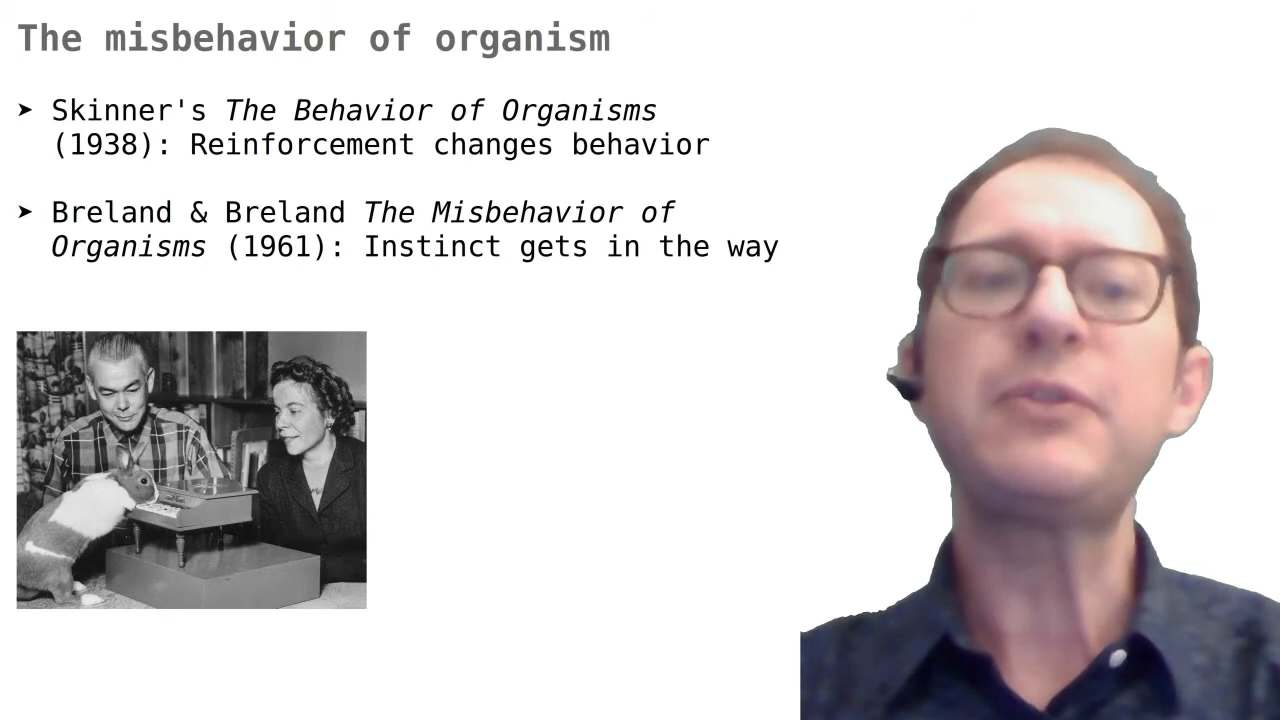 The misbehavior of organism
➤ Skinner's The Behavior of Organisms
(1938): Reinforcement changes behavior
➤ Breland & Breland The Misbehavior of
Organisms (1961): Instinct gets in the way